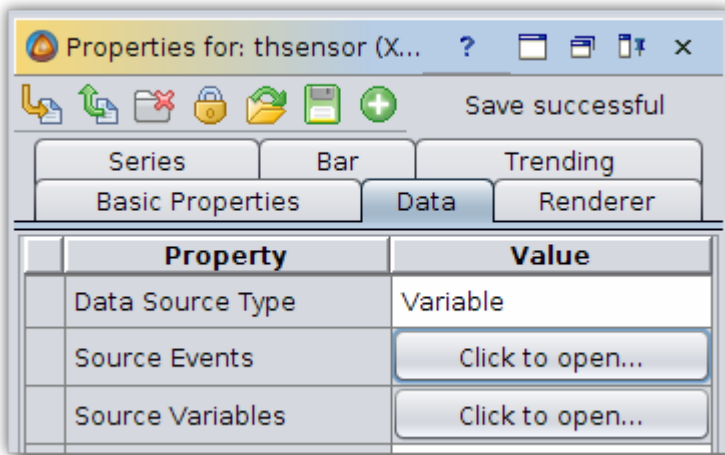 Properties for: thsensor (X... ?
Save successful
Series Bar Trending
Basic Properties Data Renderer
Property Value
Data Source Type Variable
Source Events Click to open...
Source Variables Click to open...